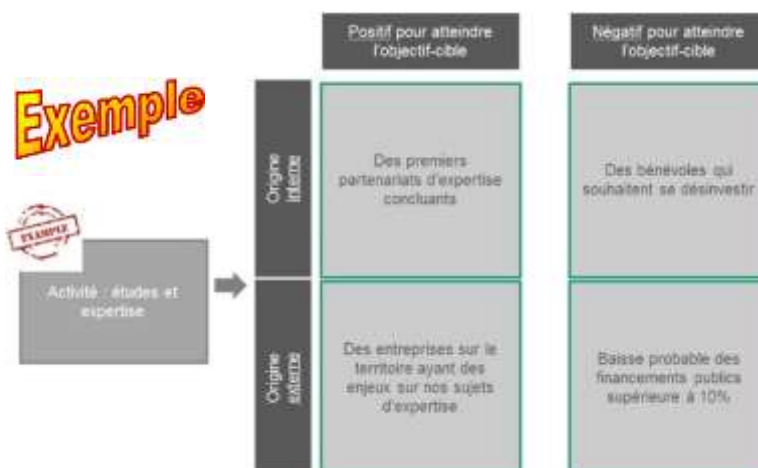 Positif pour atteindre
l'objectif-cible
Négatif pour atteindre
l'objectif-cible
Exemple
Origine
interne
Des premiers
partenariats d'expertise
concluants
Des bénévoles qui
souhaitent se désinvestir
EXAMPLE
Activité : études et
expertise
Origine
externe
Des entreprises sur le
territoire ayant des
enjeux sur nos sujets
d'expertise
Baisse probable des
financements publics
supérieure à 10%